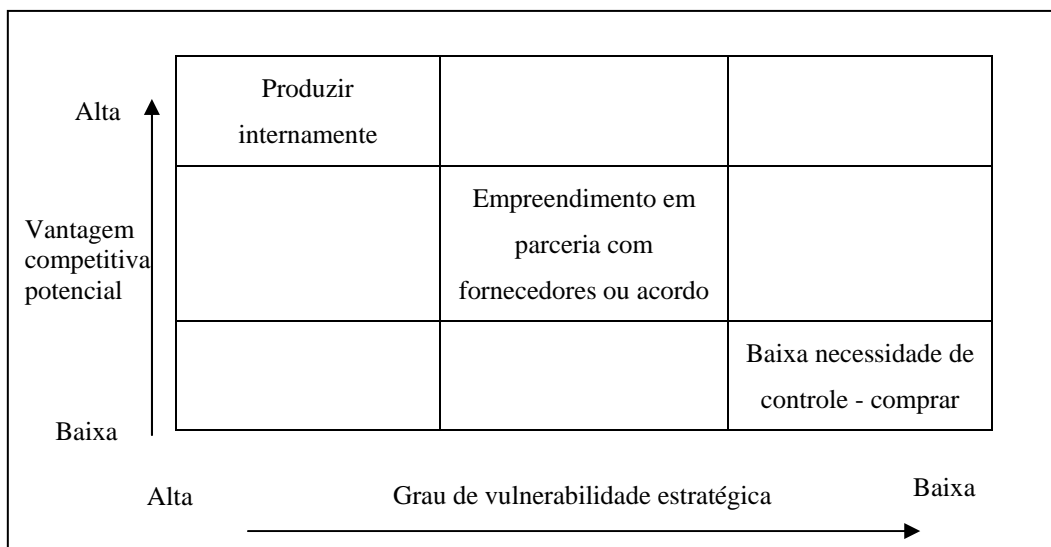 Produzir
internamente
Alta
Empreendimento em
parceria com
fornecedores ou acordo
Vantagem
competitiva
potencial
Baixa necessidade de
controle - comprar
Baixa
Alta
Grau de vulnerabilidade estratégica
Baixa